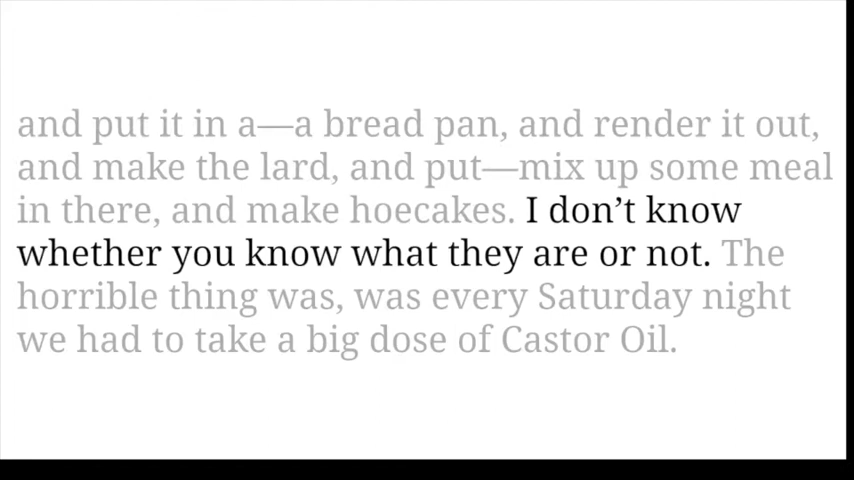 and put it in a—a bread pan, and render it out,
and make the lard, and put—mix up some meal
in there, and make hoecakes. I don’t know
whether you know what they are or not. The
horrible thing was, was every Saturday night
we had to take a big dose of Castor Oil.